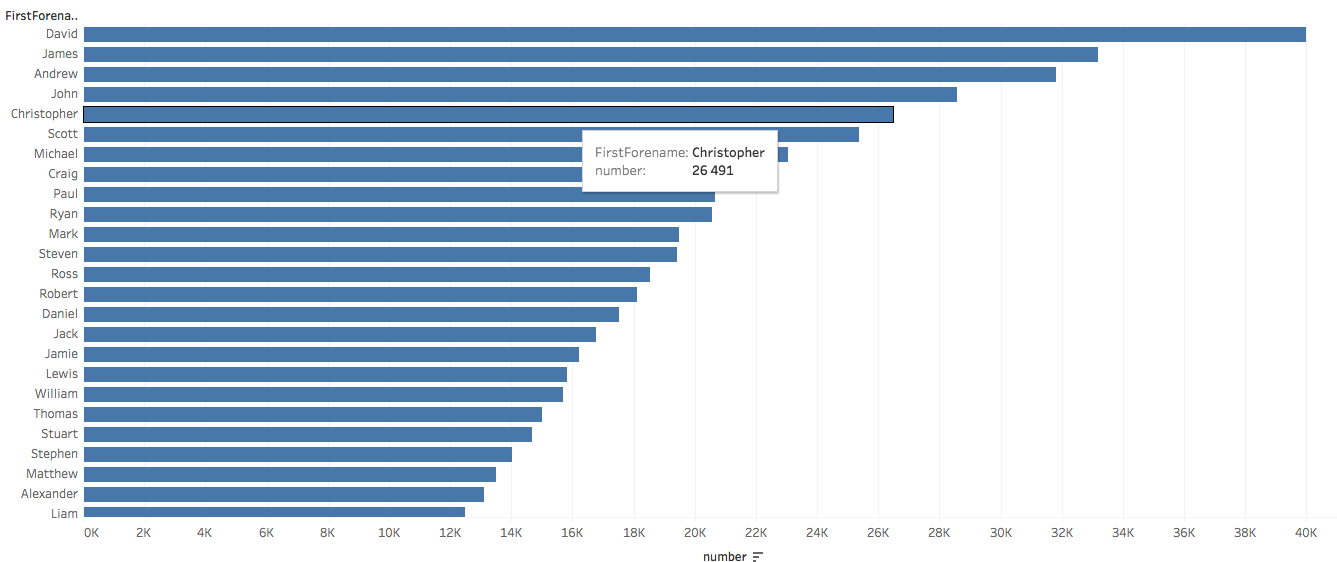 FirstForena..
David
James
Andrew
John
Christopher
Scott
Michael
Craig
Paul
Ryan
Mark
Steven
Ross
Robert
Daniel
Jack
Jamie
Lewis
William
Thomas
Stuart
Stephen
Matthew
Alexander
Liam
FirstForename: Christopher
number: 26 491
0K 2K 4K 6K 8K 10K 12K 14K 16K 18K 20K 22K 24K 26K 28K 30K 32K 34K 36K 38K 40K
number